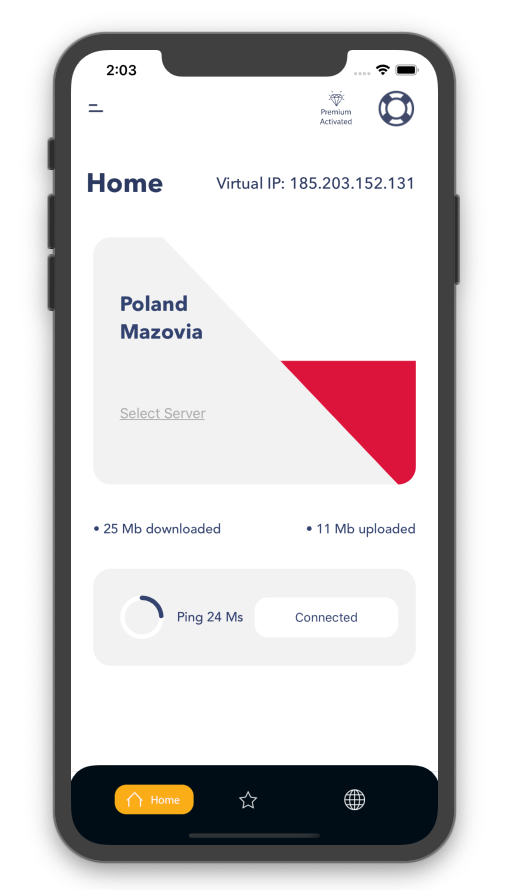 2:03
Premium
Activated
Home
Virtual IP: 185.203.152.131
Poland
Mazovia
Select Server
• 25 Mb downloaded
• 11 Mb uploaded
Ping 24 Ms
Connected
Home